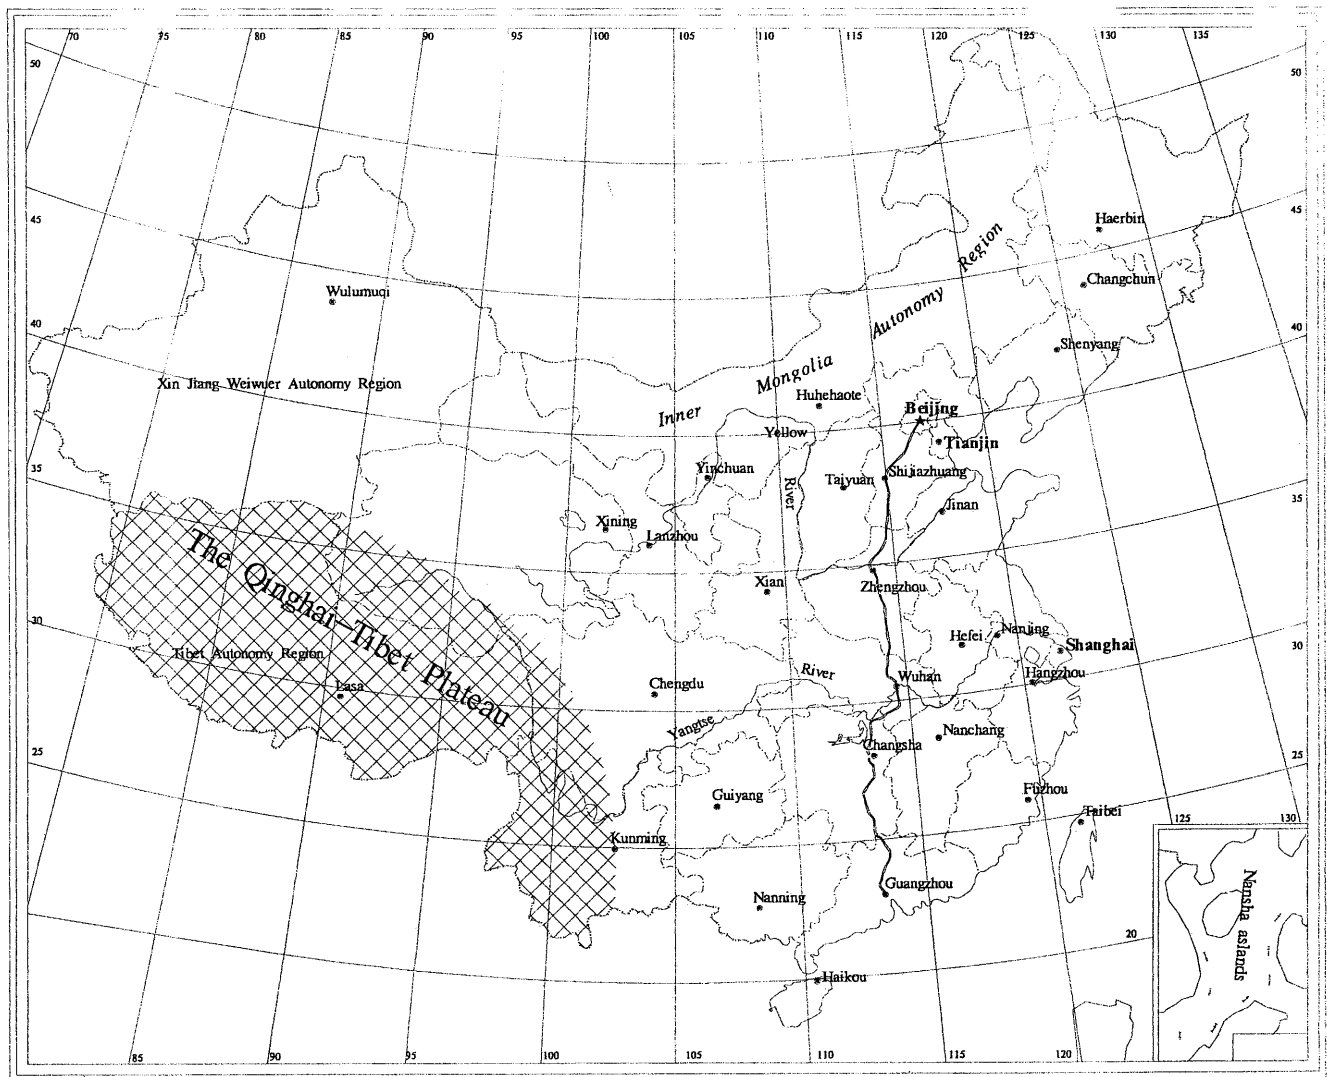 70 75 80 85 90 95 100 105 110 115 120 125 130 135
50 50
45 45
Haerbin
Region
Changchun
Wulumuqi
Autonomy
40 40
Shenyang
Xin Jiang Weiwuer Autonomy Region
Mongolia
Huhehaote
Inner
Beijing
Yellow
Tianjin
35 35
Yinchuan
Taiyuan
Shijiazhuang
River
Jinan
Xining
Lanzhou
The Qinghai-Tibet Plateau
Xian
Zhengzhou
30 30
Hefei
Nanjing
Shanghai
Tibet Autonomy Region
Lasa
Chengdu
River
Wuhan
Hangzhou
Yangtse
Nanchang
Changsha
25 25
Guiyang
Fuzhou
Taibei
125 130
Kunming
Nanning
Guangzhou
Nansha aslands
20
Haikou
85 90 95 100 105 110 115 120